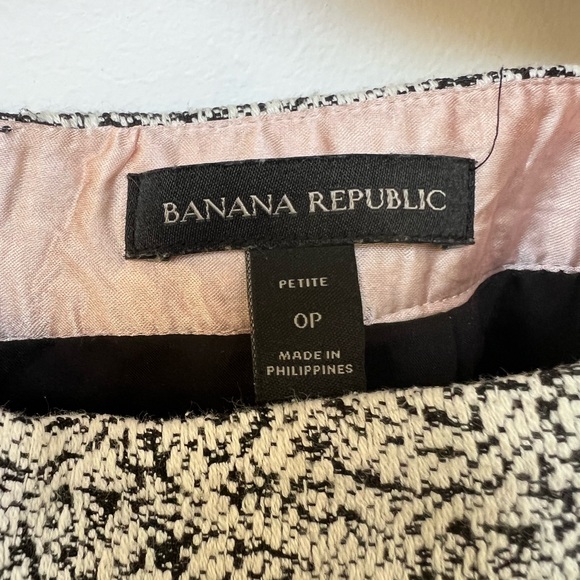 BANANA REPUBLIC
PETITE
0P
MADE IN
PHILIPPINES